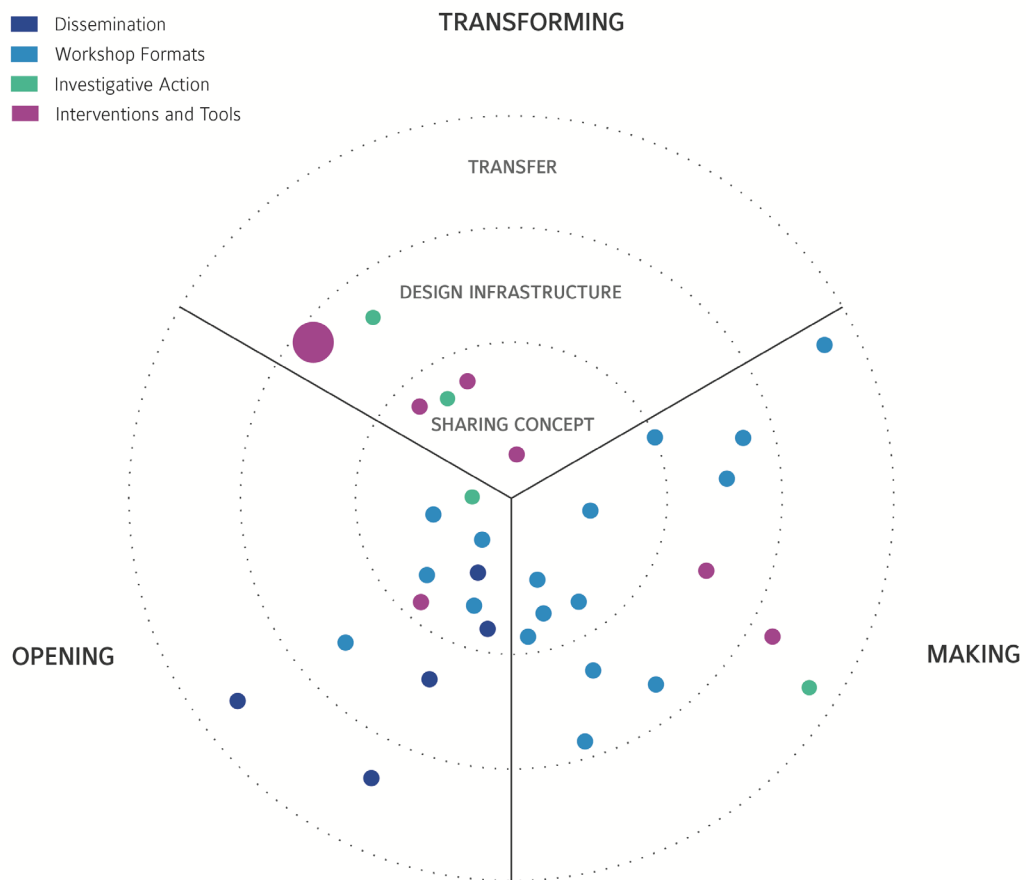 Dissemination
Workshop Formats
Investigative Action
Interventions and Tools
TRANSFORMING
TRANSFER
DESIGN INFRASTRUCTURE
SHARING CONCEPT
OPENING
MAKING